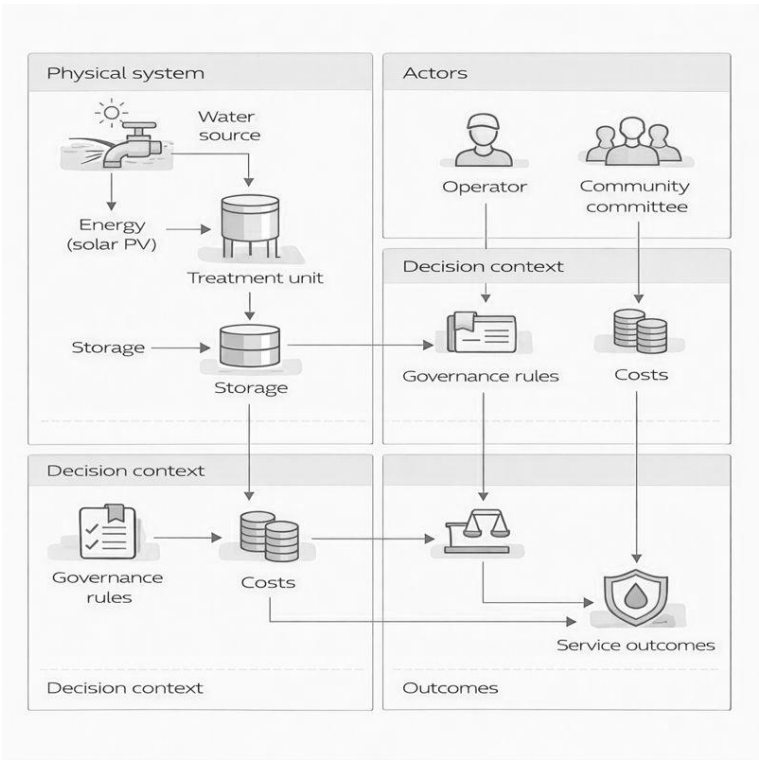 Physical system
Water
source
Energy
(solar PV)
Treatment unit
Storage
Storage
Actors
Operator
Community
committee
Decision context
Governance rules
Costs
Decision context
Governance
rules
Costs
Decision context
Service outcomes
Outcomes